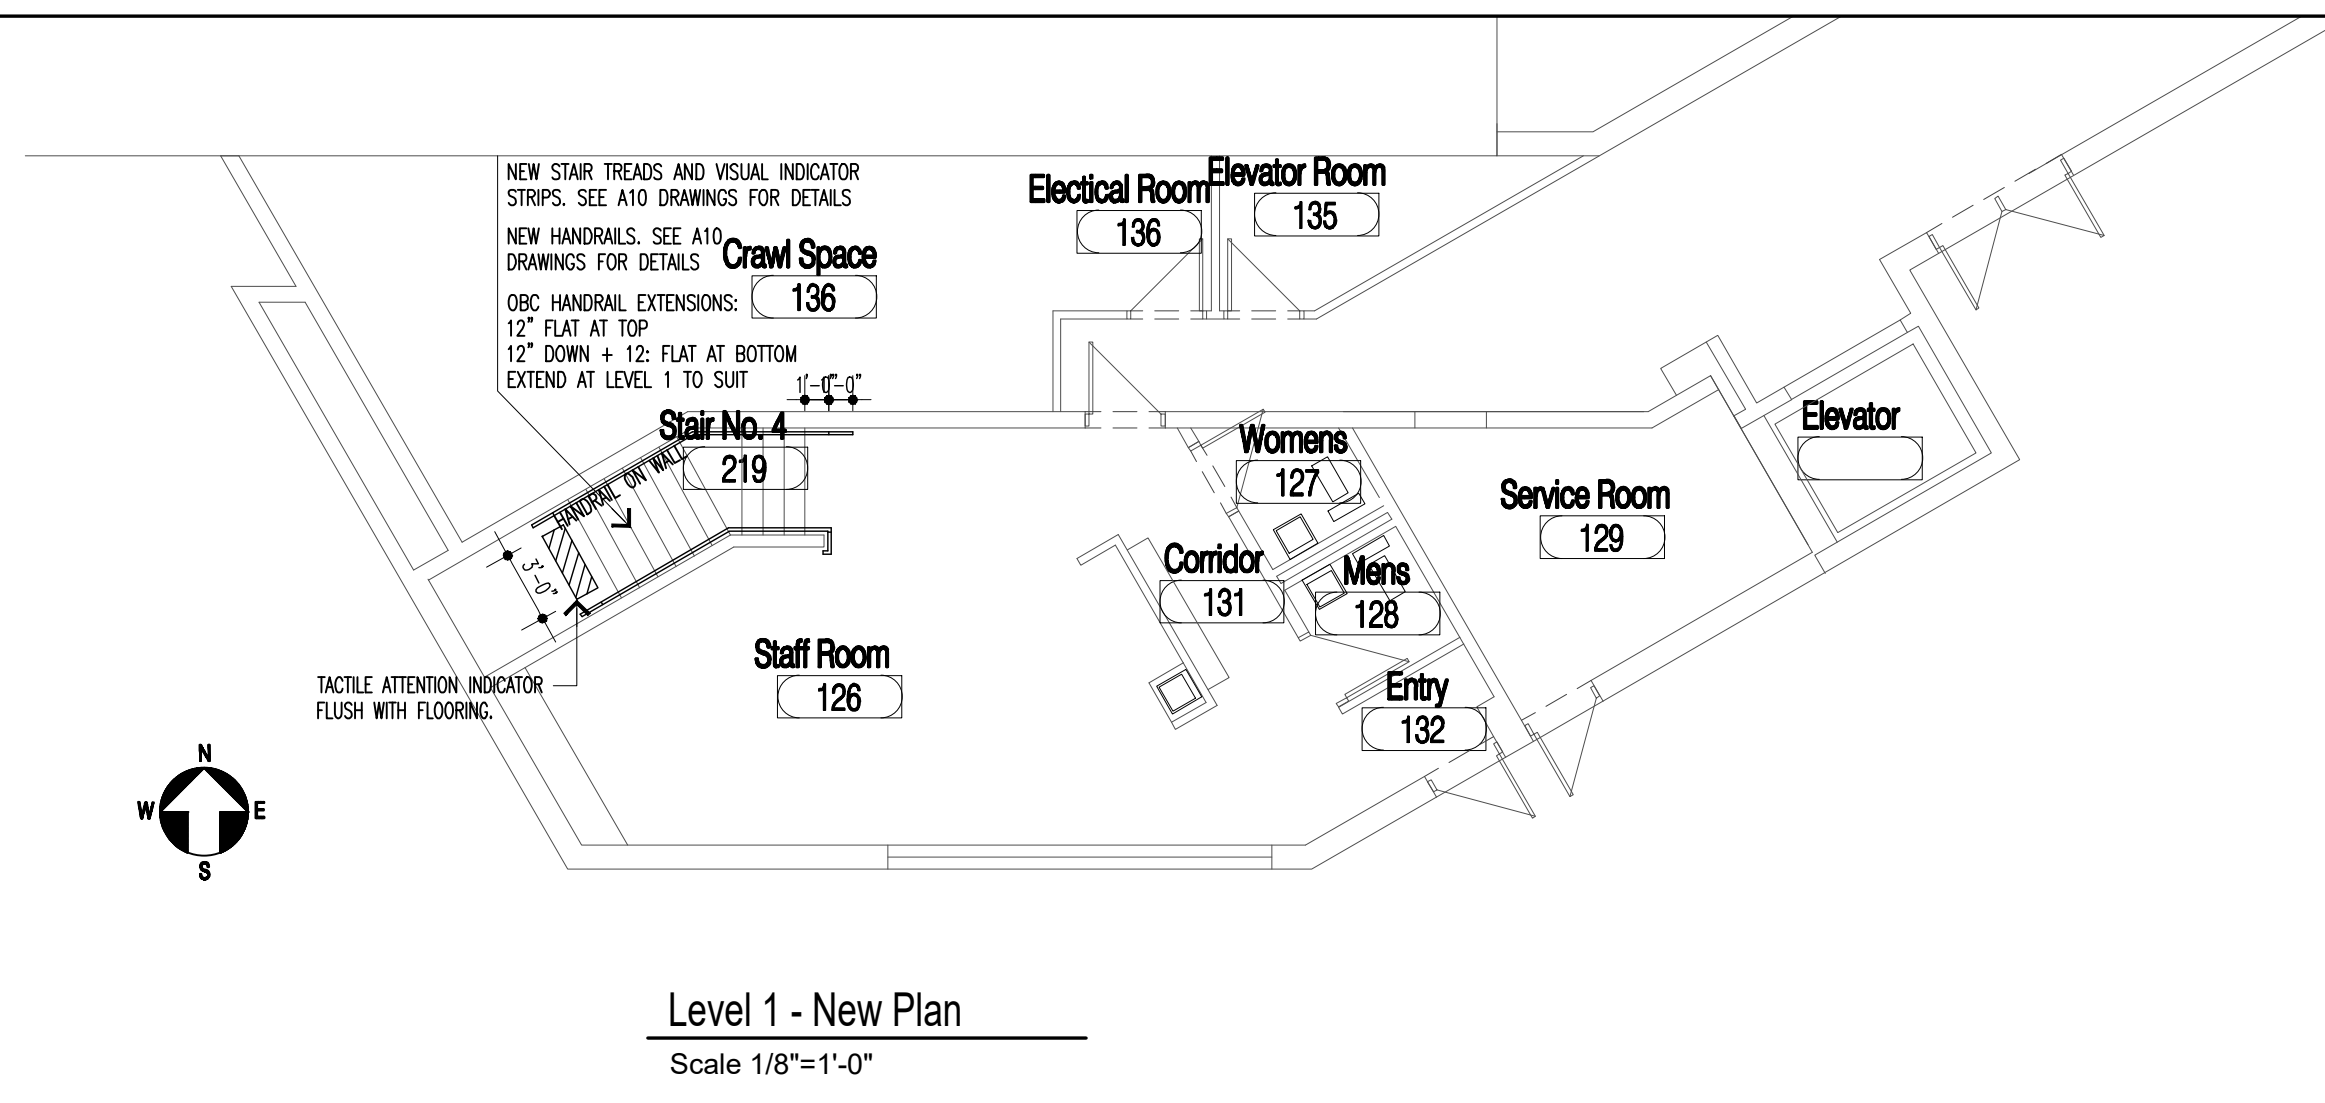 NEW STAIR TREADS AND VISUAL INDICATOR
STRIPS. SEE A10 DRAWINGS FOR DETAILS
NEW HANDRAILS. SEE A10
DRAWINGS FOR DETAILS
OBC HANDRAIL EXTENSIONS:
12" FLAT AT TOP
12" DOWN + 12: FLAT AT BOTTOM
EXTEND AT LEVEL 1 TO SUIT
Crawl Space
136
Electical Room
136
Elevator Room
135
Stair No. 4
219
HANDRAIL ON WALL
3'-0"
Womens
127
Elevator
Service Room
129
Corridor
131
Mens
128
Staff Room
126
Entry
132
TACTILE ATTENTION INDICATOR
FLUSH WITH FLOORING.
N
W
E
S
Level 1 - New Plan
Scale 1/8"=1'-0"